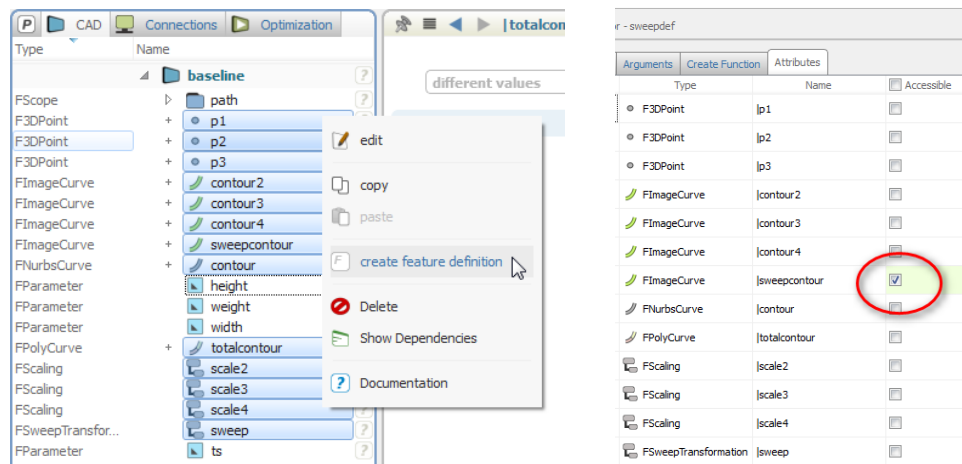 P CAD Connections Optimization
Type Name
baseline ?
FScope path ?
F3DPoint + p1
F3DPoint + p2
F3DPoint + p3
FImageCurve + contour2
FImageCurve + contour3
FImageCurve + contour4
FImageCurve + sweepcontour
FNurbsCurve + contour
FParameter height
FParameter weight
FParameter width
FPolyCurve + totalcontour
FScaling scale2
FScaling scale3
FScaling scale4
FSweepTransfor... sweep ?
FParameter ts ?
|totalcon
different values
edit
copy
paste
F create feature definition
Delete
Show Dependencies
? Documentation
or - sweepdef
Arguments Create Function Attributes
Type Name Accessible
F3DPoint |p1
F3DPoint |p2
F3DPoint |p3
FImageCurve |contour2
FImageCurve |contour3
FImageCurve |contour4
FImageCurve |sweepcontour
FNurbsCurve |contour
FPolyCurve |totalcontour
FScaling |scale2
FScaling |scale3
FScaling |scale4
FSweepTransformation |sweep